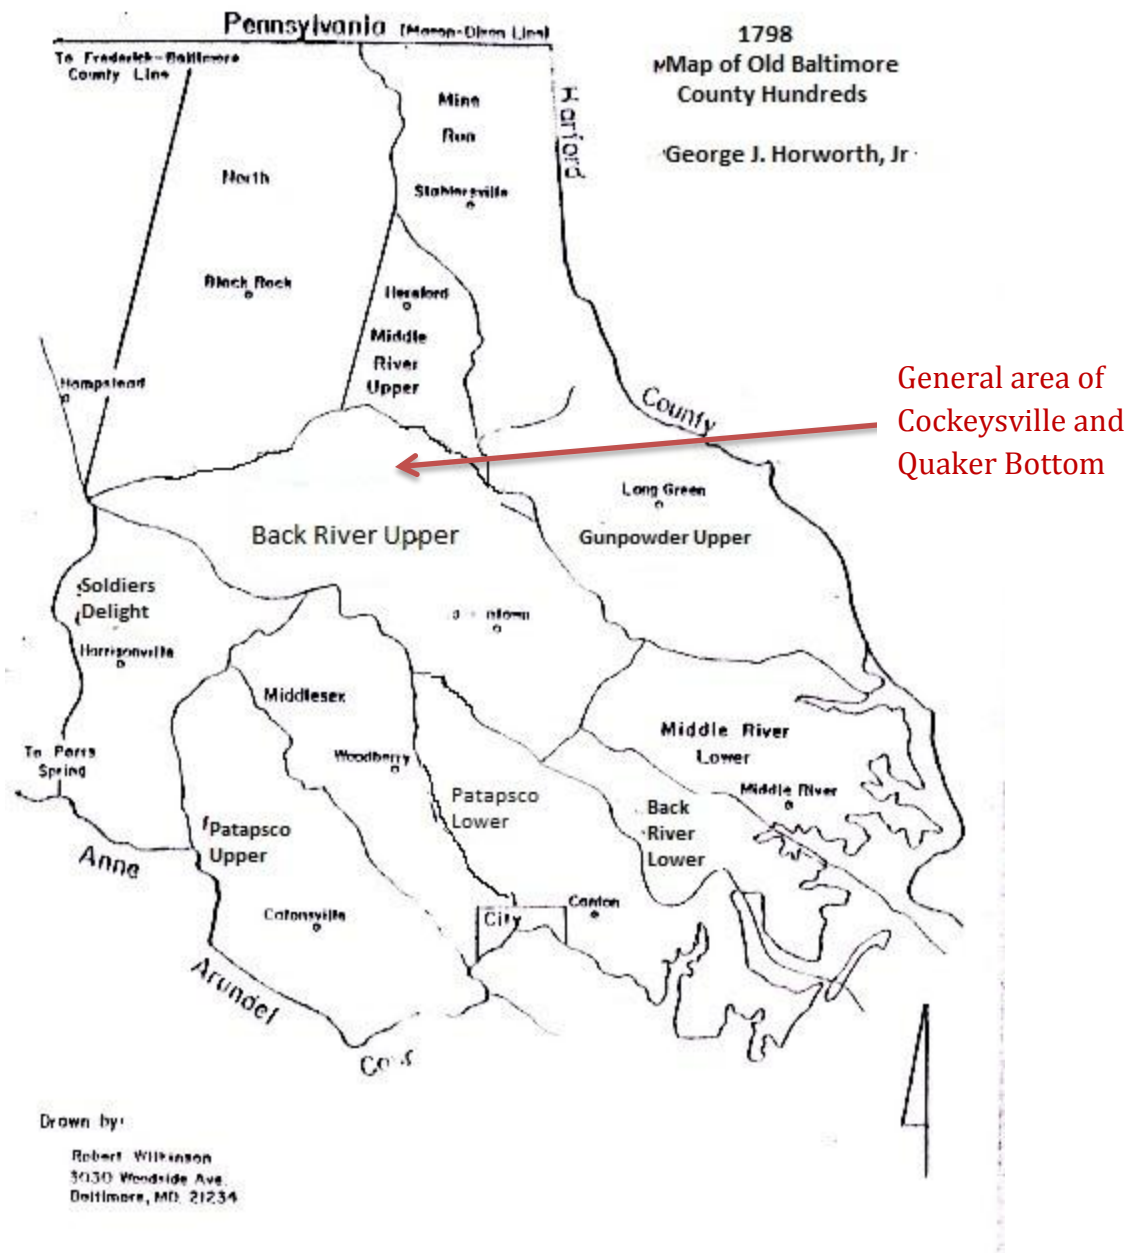 Pennsylvania (Mason-Dixon Line)
1798
Map of Old Baltimore
County Hundreds
George J. Horworth, Jr
To Frederick-Baltimore
County Line
Harford
Mine
Run
North
Stablersville
Black Rock
Hereford
Middle
River
Upper
Hampstead
County
General area of
Cockeysville and
Quaker Bottom
Long Green
Back River Upper
Gunpowder Upper
Soldiers
Delight
Harrisonville
Middlesex
Middle River
Lower
To Parrs
Spring
Woodberry
Middle River
Patapsco
Lower
Back
River
Lower
Patapsco
Upper
Anne
Catonsville
City
Canton
Arundel
Drawn by:
Robert Wilkinson
3030 Woodside Ave.
Baltimore, MD. 21234